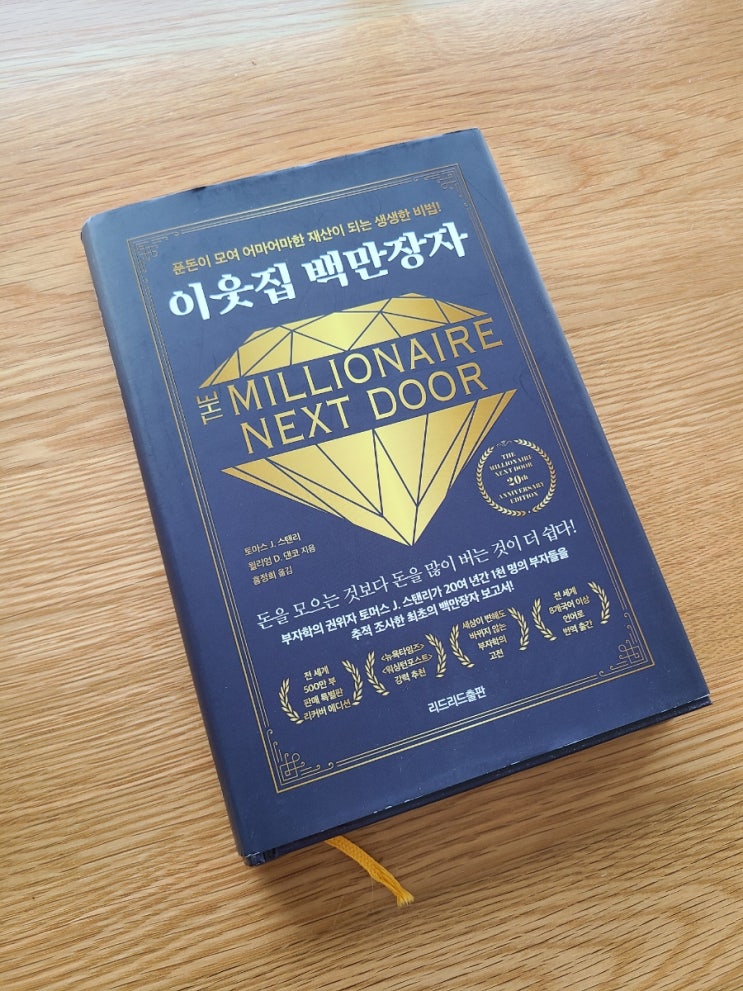 푼돈이 모여 어마어마한 재산이 되는 생생한 비법!
이웃집 백만장자
THE MILLIONAIRE
NEXT DOOR
THE
MILLIONAIRE
NEXT DOOR
20th
ANNIVERSARY
EDITION
토마스 J. 스탠리
윌리엄 D. 댄코 지음
홍정희 옮김
돈을 모으는 것보다 돈을 많이 버는 것이 더 쉽다!
부자학의 권위자 토머스 J. 스탠리가 20여 년간 1천 명의 부자들을
추적 조사한 최초의 백만장자 보고서!
전 세계
500만 부
판매 특별판
리커버 에디션
<뉴욕타임즈>
<워싱턴포스트>
강력 추천
세상이 변해도
바뀌지 않는
부자학의
고전
전 세계
8개국어 이상
언어로
번역 출간
리드리드출판